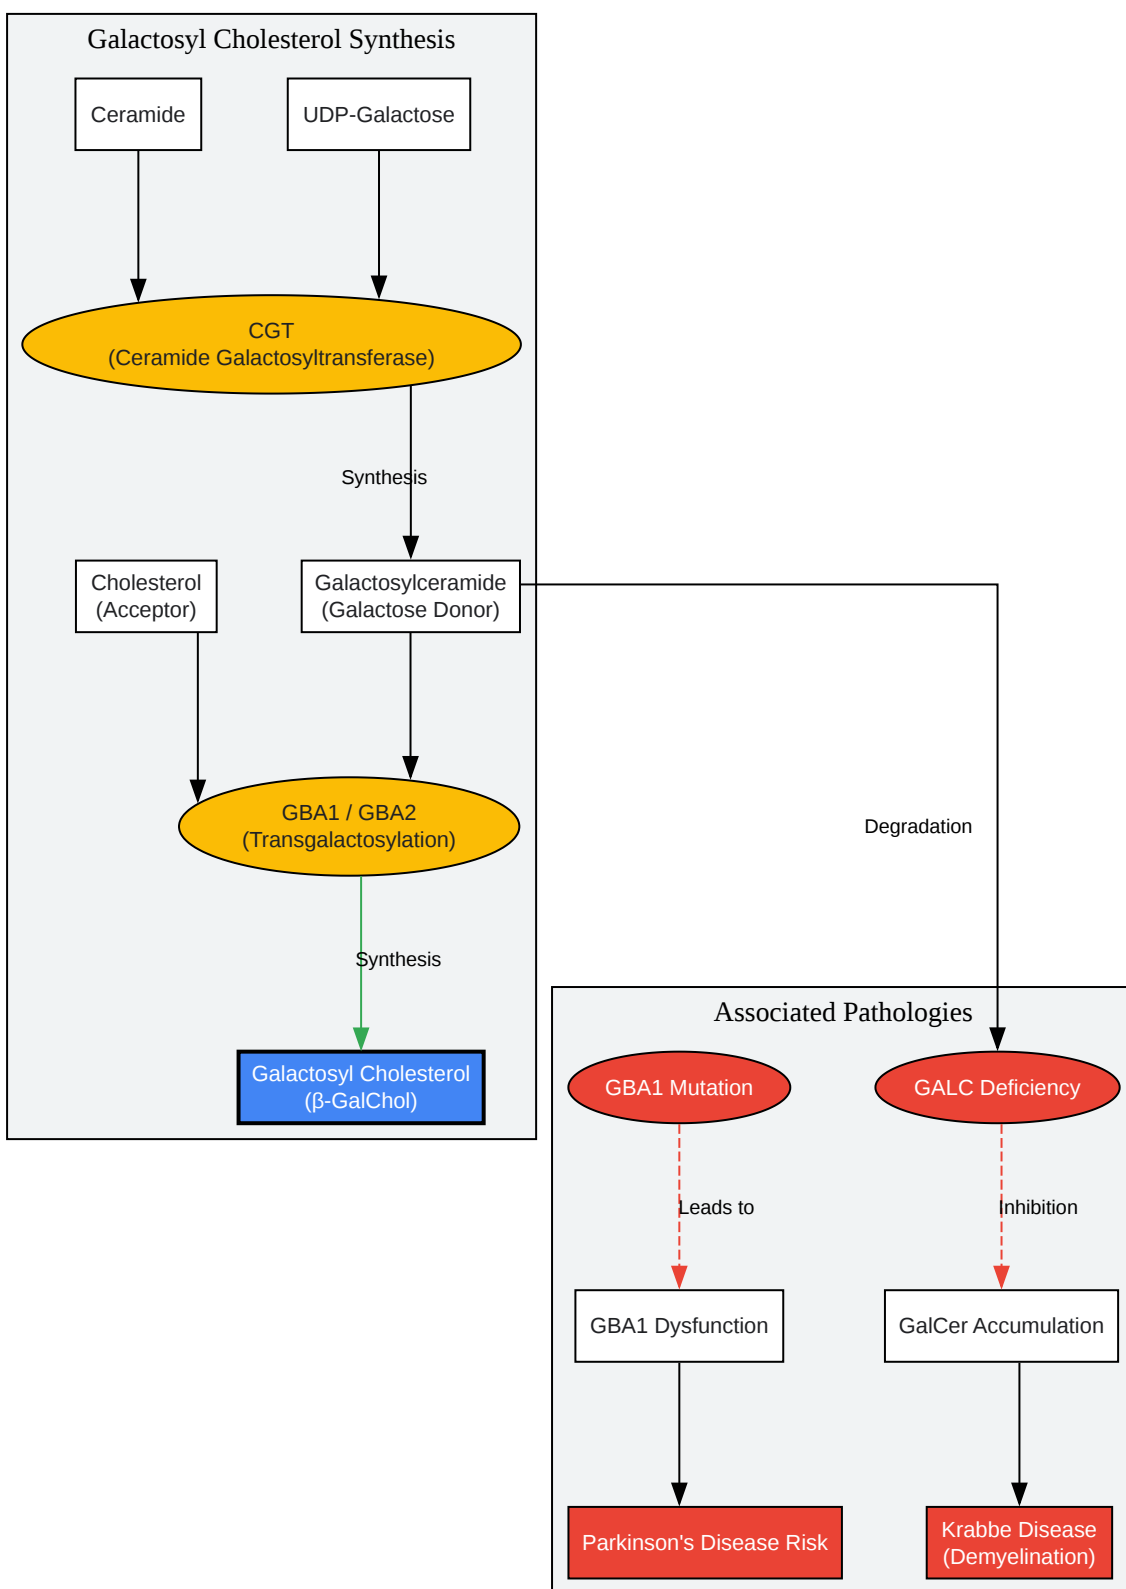 Galactosyl Cholesterol Synthesis
Ceramide
UDP-Galactose
CGT
(Ceramide Galactosyltransferase)
Synthesis
Cholesterol
(Acceptor)
Galactosylceramide
(Galactose Donor)
GBA1 / GBA2
(Transgalactosylation)
Degradation
Synthesis
Galactosyl Cholesterol
(β-GalChol)
Associated Pathologies
GBA1 Mutation
GALC Deficiency
Leads to
Inhibition
GBA1 Dysfunction
GalCer Accumulation
Parkinson's Disease Risk
Krabbe Disease
(Demyelination)